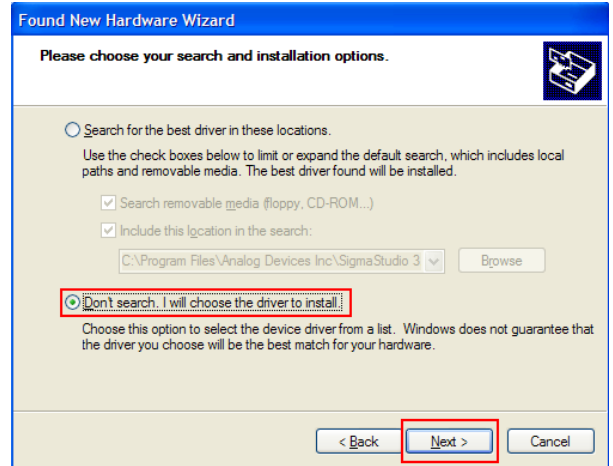 Found New Hardware Wizard
Please choose your search and installation options.
Search for the best driver in these locations.
Use the check boxes below to limit or expand the default search, which includes local
paths and removable media. The best driver found will be installed.
Search removable media (floppy, CD-ROM...)
Include this location in the search:
C:\Program Files\Analog Devices Inc\SigmaStudio 3
Browse
Don't search. I will choose the driver to install.
Choose this option to select the device driver from a list. Windows does not guarantee that
the driver you choose will be the best match for your hardware.
< Back Next > Cancel